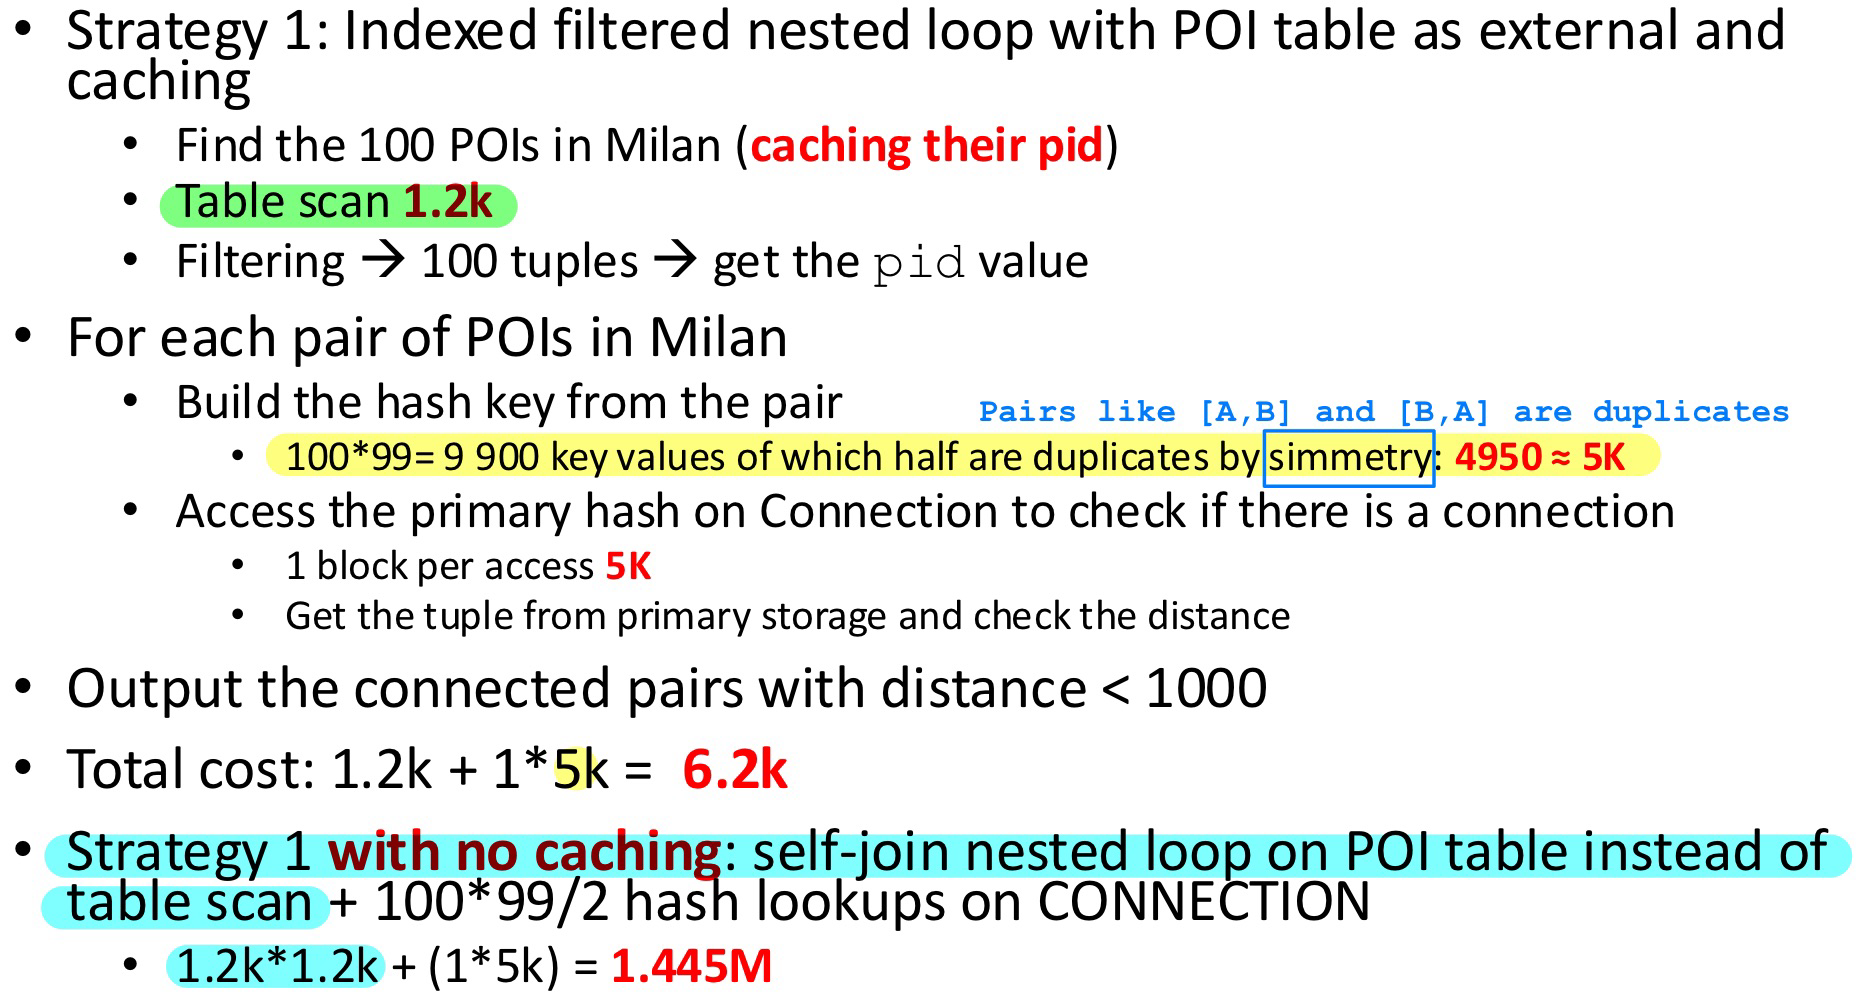 • Strategy 1: Indexed filtered nested loop with POI table as external and
caching
• Find the 100 POIs in Milan (caching their pid)
• Table scan 1.2k
• Filtering → 100 tuples → get the pid value
• For each pair of POIs in Milan
• Build the hash key from the pair
Pairs like [A,B] and [B,A] are duplicates
• 100*99= 9 900 key values of which half are duplicates by simmetry: 4950 ≈ 5K
• Access the primary hash on Connection to check if there is a connection
• 1 block per access 5K
• Get the tuple from primary storage and check the distance
• Output the connected pairs with distance < 1000
• Total cost: 1.2k + 1*5k = 6.2k
• Strategy 1 with no caching: self-join nested loop on POI table instead of
table scan + 100*99/2 hash lookups on CONNECTION
• 1.2k*1.2k + (1*5k) = 1.445M